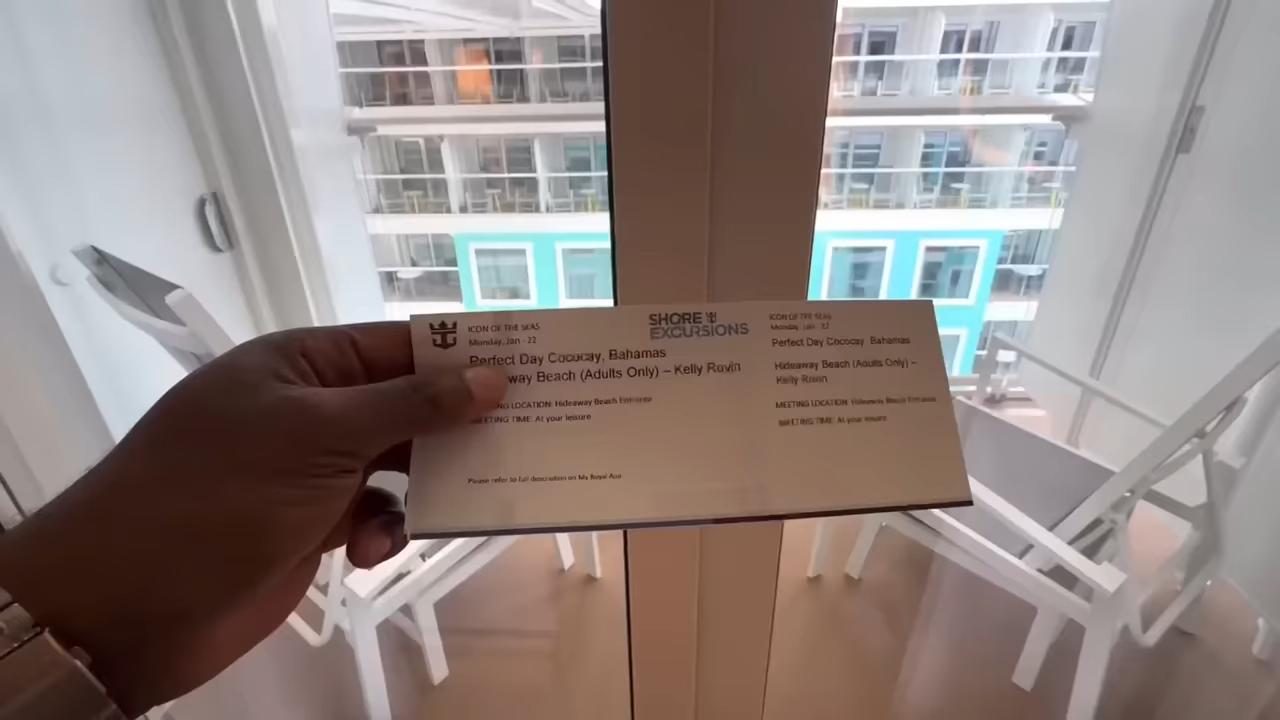 ICON OF THE SEAS
Monday, Jan - 22
SHORE
EXCURSIONS
Perfect Day Cococay, Bahamas
way Beach (Adults Only) – Kelly Rovin
NG LOCATION: Hideaway Beach Entrance
MEETING TIME: At your leisure
Please refer to full description on My Royal App
ICON OF THE SEAS
Monday, Jan - 22
Perfect Day Cococay, Bahamas
Hideaway Beach (Adults Only) –
Kelly Rovin
MEETING LOCATION: Hideaway Beach Entrance
MEETING TIME: At your leisure